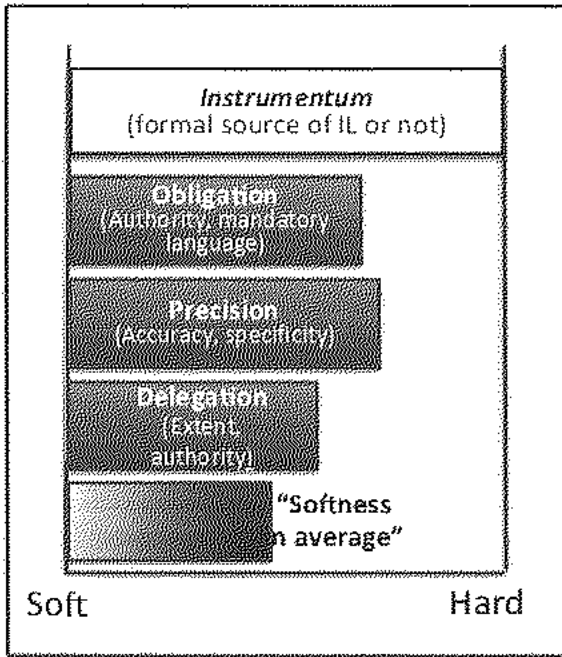 Instrumentum
(formal source of IL or not)
Obligation
(Authority, mandatory
language)
Precision
(Accuracy, specificity)
Delegation
(Extent,
authority)
"Softness
n average"
Soft
Hard